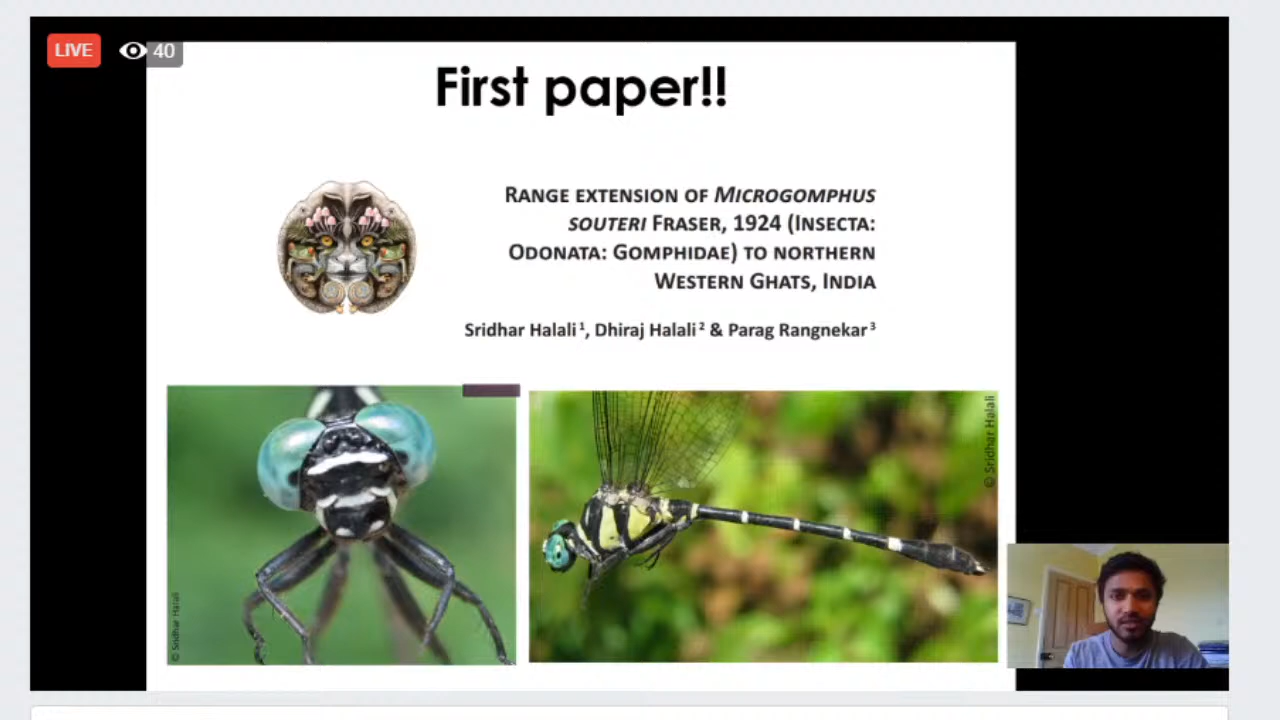 LIVE 40
First paper!!
RANGE EXTENSION OF MICROGOMPHUS
SOUTERI FRASER, 1924 (INSECTA:
ODONATA: GOMPHIDAE) TO NORTHERN
WESTERN GHATS, INDIA
Sridhar Halali 1, Dhiraj Halali 2 & Parag Rangnekar 3
© Sridhar Halali
© Sridhar Halali